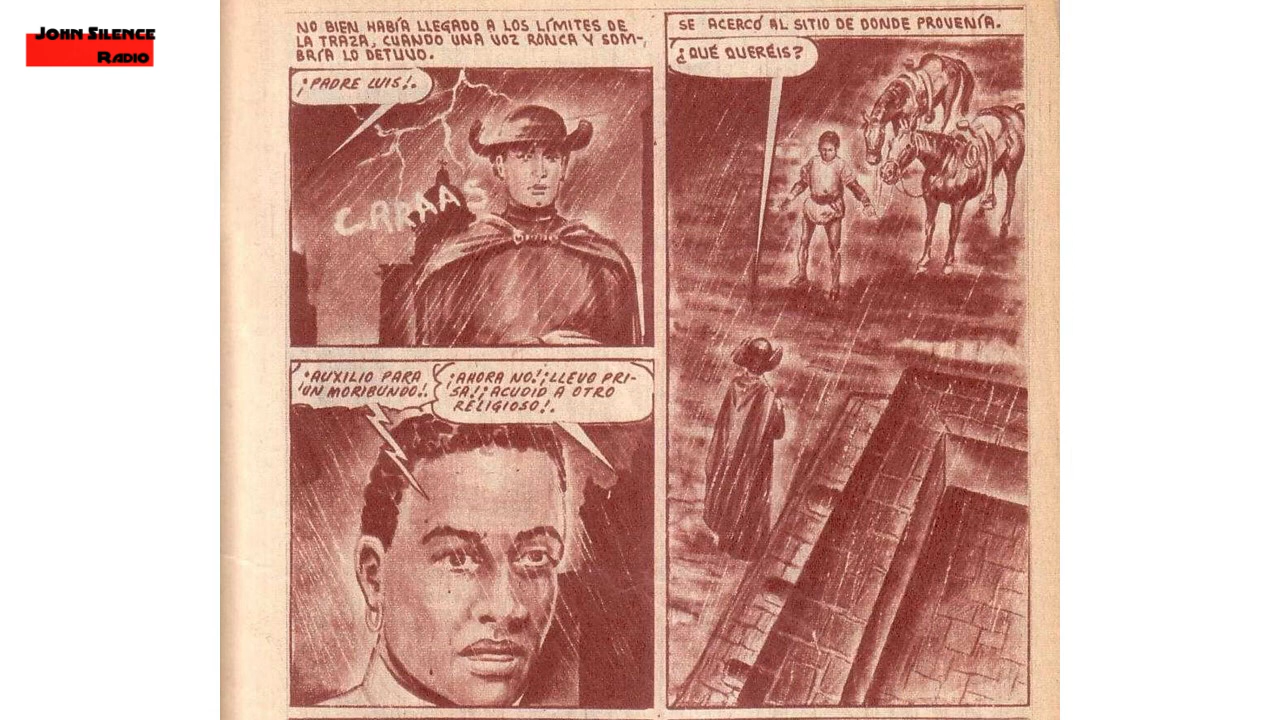 JOHN SILENCE
RADIO
NO BIEN HABÍA LLEGADO A LOS LÍMITES DE
LA TRAZA, CUANDO UNA VOZ RONCA Y SOM-
BRÍA LO DETUVO.
¡PADRE LUIS!.
CRRAAS
SE ACERCÓ AL SITIO DE DONDE PROVENÍA.
¿QUÉ QUERÉIS?
¡AUXILIO PARA
UN MORIBUNDO!.
¡AHORA NO!¡LLEVO PRI-
SA!¡ACUDID A OTRO
RELIGIOSO!.